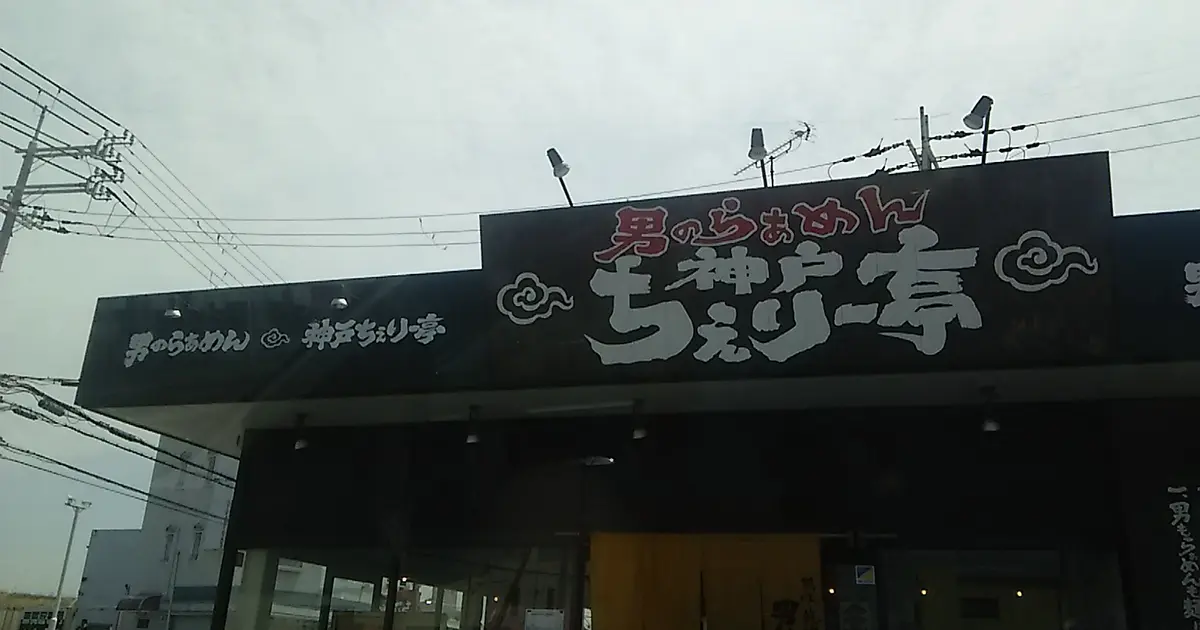 男のらぁめん
神戸
ちぇりー亭
男のらぁめん 神戸ちぇりー亭